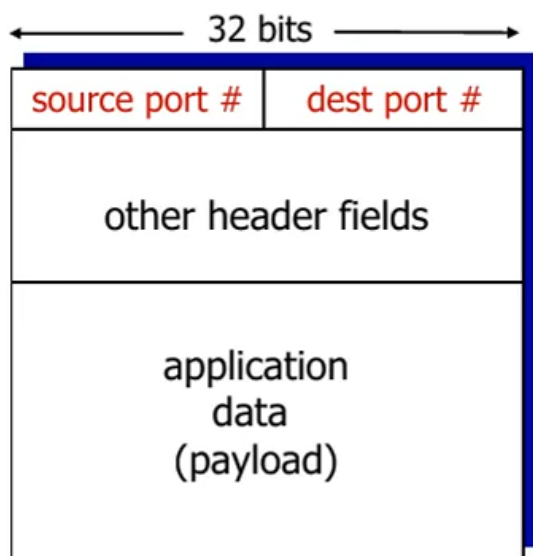 32 bits
source port # dest port #
other header fields
application
data
(payload)